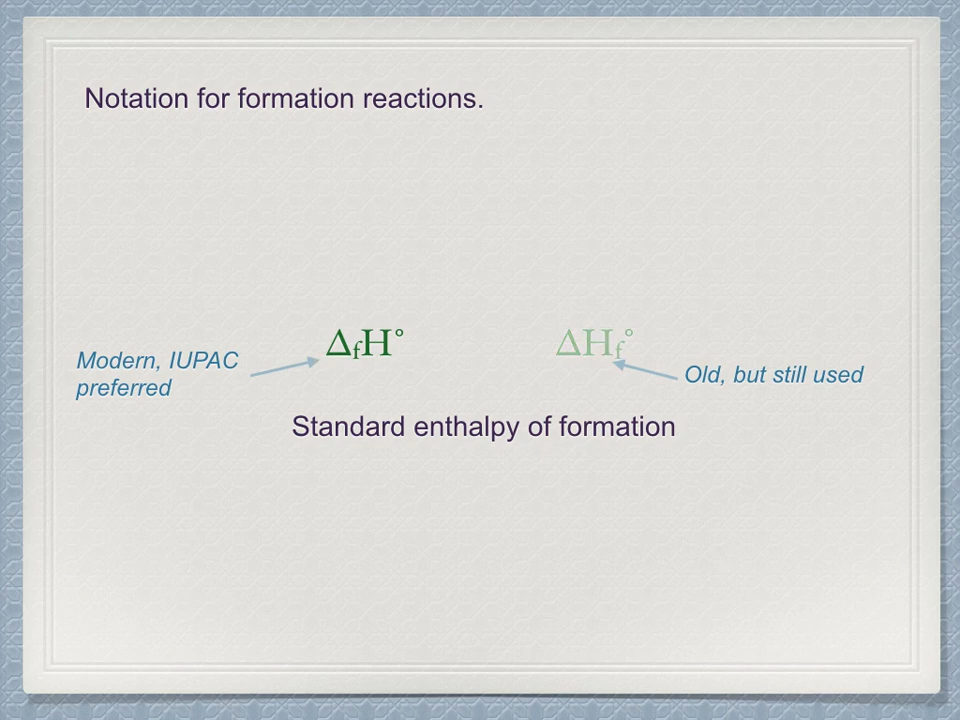 Notation for formation reactions.
ΔfH° ΔHf°
Modern, IUPAC
preferred
Old, but still used
Standard enthalpy of formation